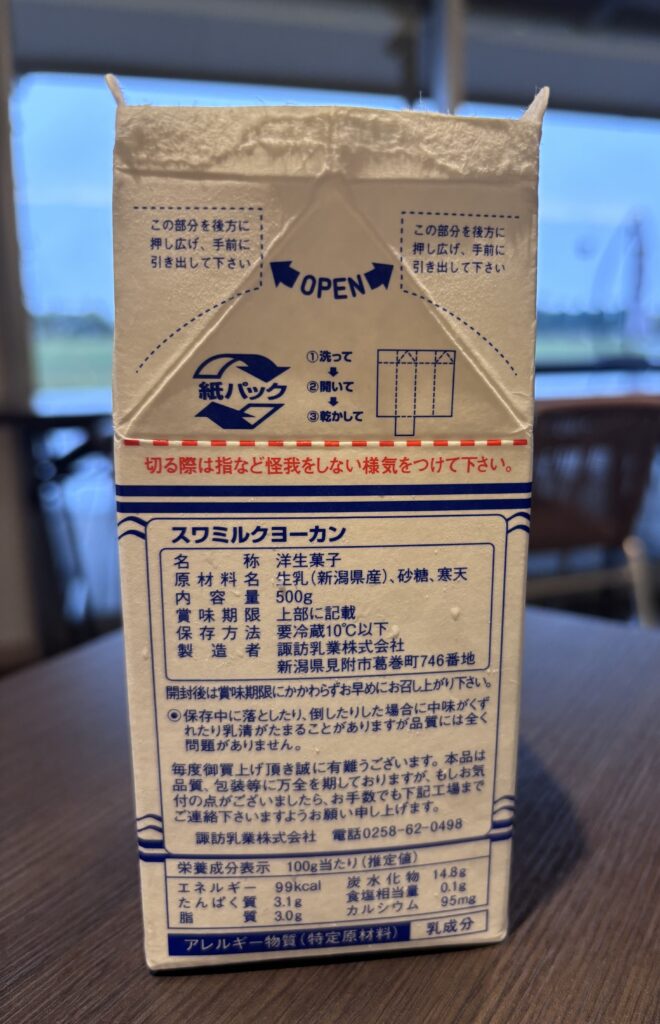 この部分を後方に
押し広げ、手前に
引き出して下さい
この部分を後方に
押し広げ、手前に
引き出して下さい
OPEN
紙パック
①洗って
②開いて
③乾かして
切る際は指など怪我をしない様気をつけて下さい。
スワミルクヨーカン
名称 洋生菓子
原材料名 生乳(新潟県産)、砂糖、寒天
内容量 500g
賞味期限 上部に記載
保存方法 要冷蔵10℃以下
製造者 諏訪乳業株式会社
新潟県見附市葛巻町746番地
開封後は賞味期限にかかわらずお早めにお召し上がり下さい。
◉保存中に落としたり、倒したりした場合に中味がくず
れたり乳清がたまることがありますが品質には全く
問題がありません。
毎度御買上げ頂き誠に有難うございます。本品は
品質、包装等に万全を期しておりますが、もしお気
付の点がございましたら、お手数でも下記工場まで
ご連絡下さいますようお願い申し上げます。
諏訪乳業株式会社 電話0258-62-0498
栄養成分表示 100g当たり(推定値)
エネルギー 99kcal 炭水化物 14.8g
たんぱく質 3.1g 食塩相当量 0.1g
脂質 3.0g カルシウム 95mg
アレルギー物質(特定原材料) 乳成分